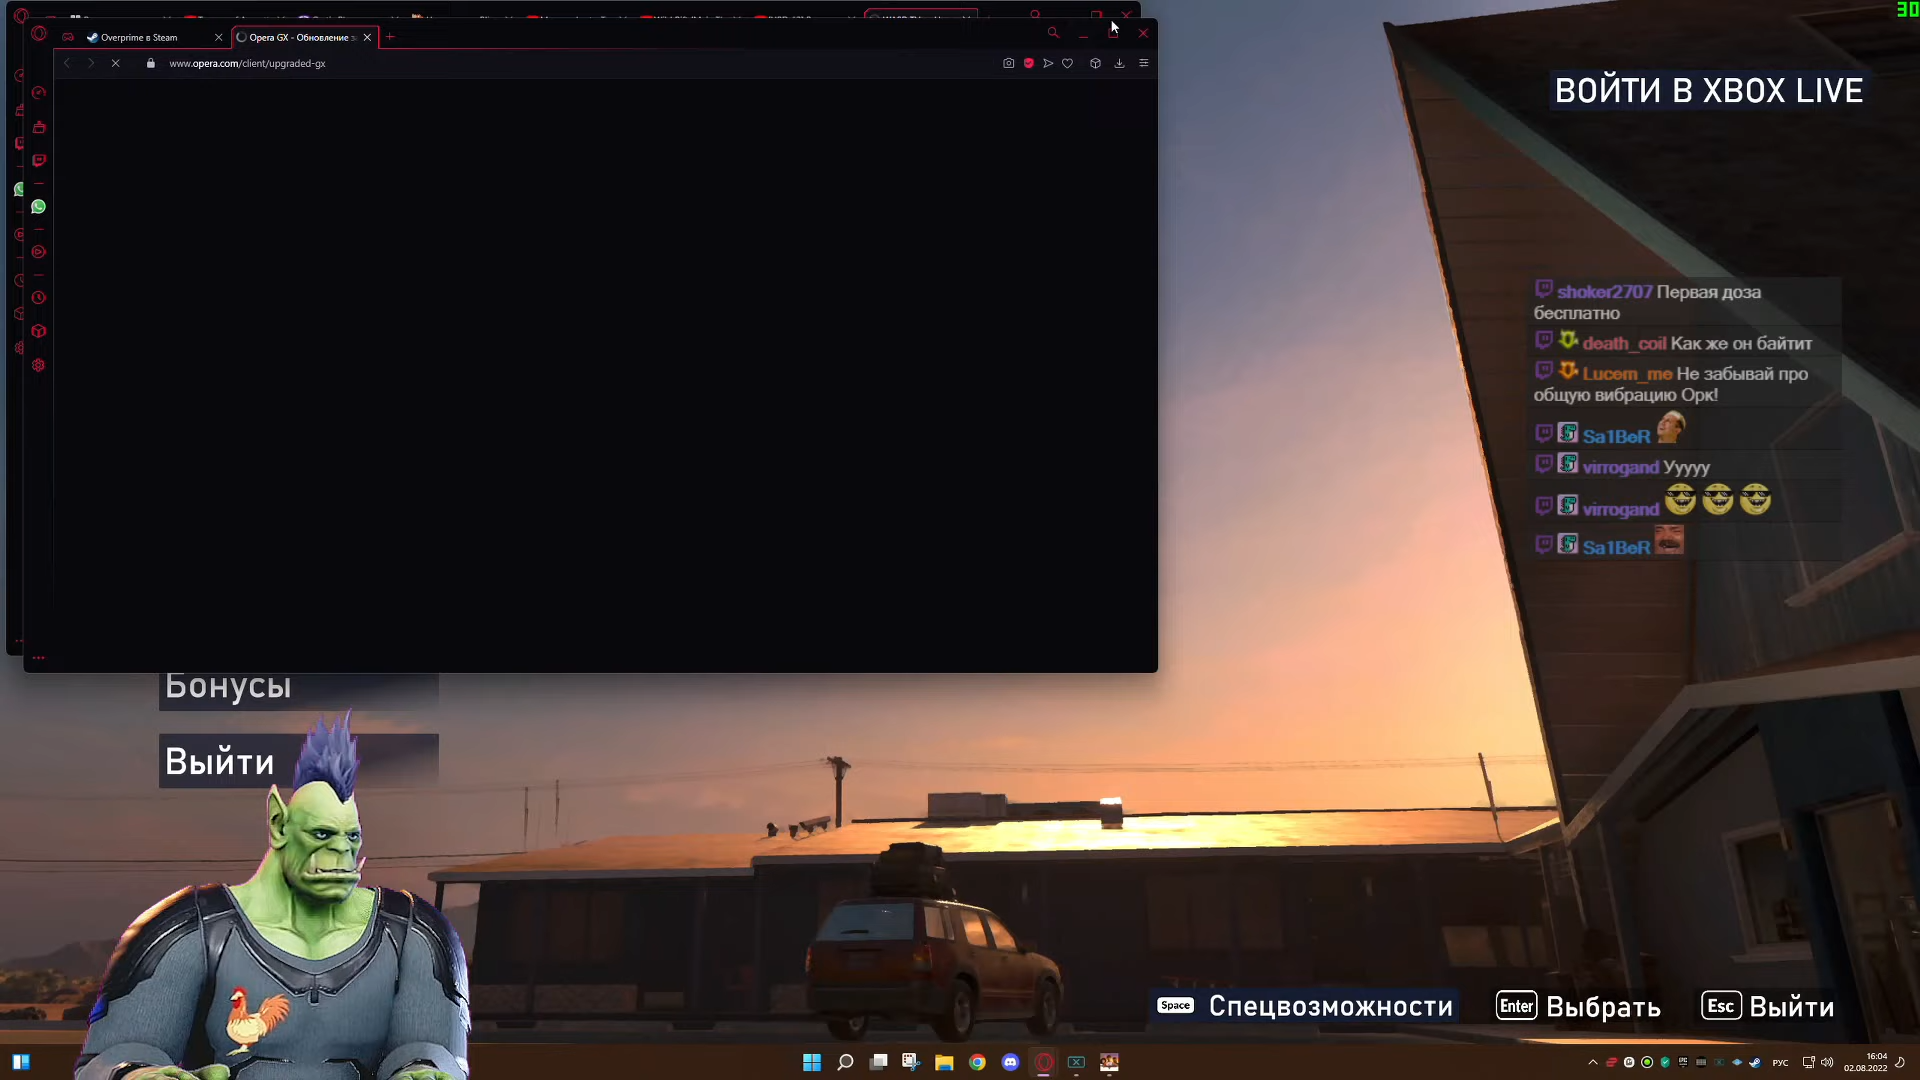 30
Overprime в Steam
Opera GX - Обновление з
www.opera.com/client/upgraded-gx
ВОЙТИ В XBOX LIVE
shoker2707 Первая доза
бесплатно
death_coil Как же он байтит
Lucem_me Не забывай про
общую вибрацию Орк!
Sa1BeR
virrogand Ууууу
virrogand
Sa1BeR
Бонусы
Выйти
Space Спецвозможности
Enter Выбрать
Esc Выйти
РУС
16:04
02.08.2022